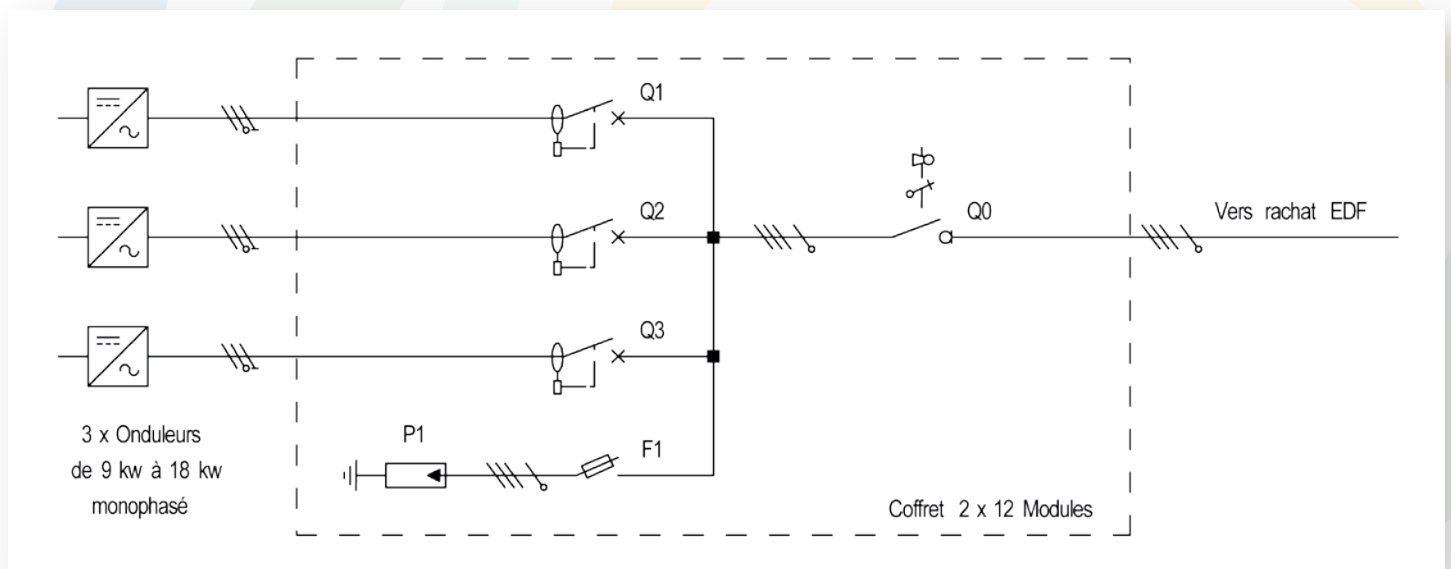 Q1
Q2
Q0
Vers rachat EDF
Q3
3 x Onduleurs
de 9 kw à 18 kw
monophasé
P1
F1
Coffret 2 x 12 Modules